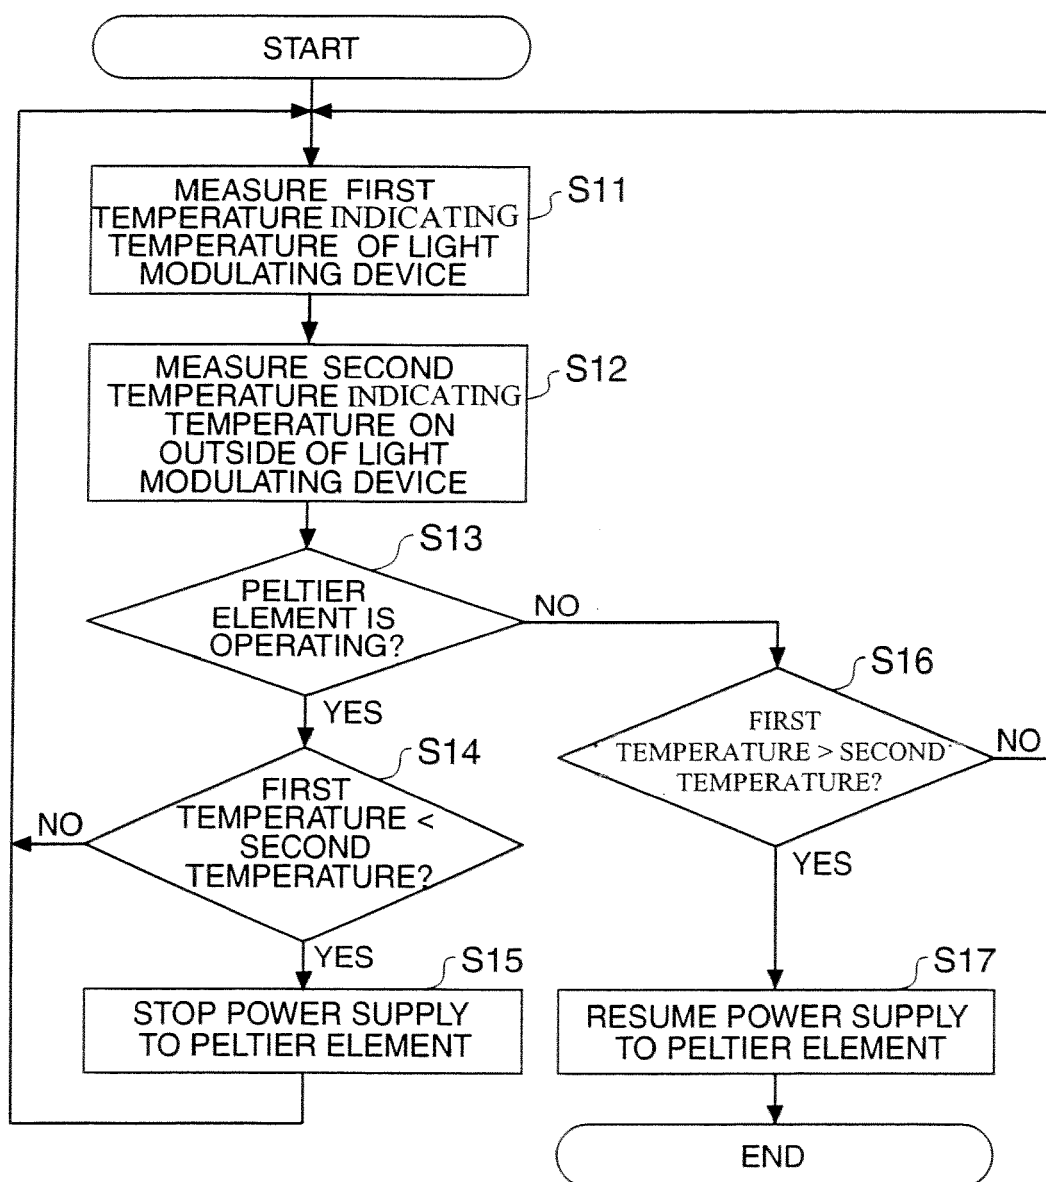 START
MEASURE FIRST
TEMPERATURE INDICATING
TEMPERATURE OF LIGHT
MODULATING DEVICE
S11
MEASURE SECOND
TEMPERATURE INDICATING
TEMPERATURE ON
OUTSIDE OF LIGHT
MODULATING DEVICE
S12
S13
PELTIER
ELEMENT IS
OPERATING?
NO
YES
S14
FIRST
TEMPERATURE <
SECOND
TEMPERATURE?
NO
YES
S15
STOP POWER SUPPLY
TO PELTIER ELEMENT
S16
FIRST
TEMPERATURE > SECOND
TEMPERATURE?
NO
YES
S17
RESUME POWER SUPPLY
TO PELTIER ELEMENT
END